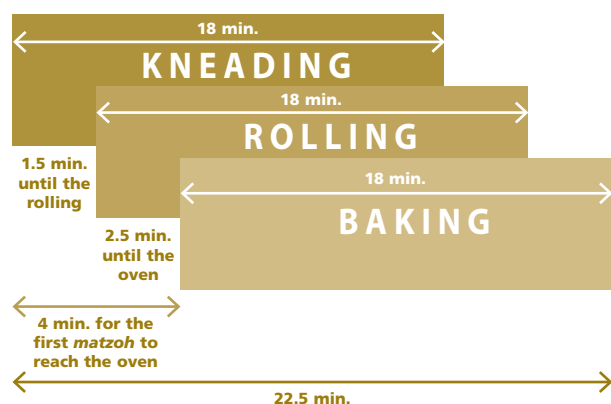 18 min.
KNEADING
18 min.
ROLLING
1.5 min.
until the
rolling
18 min.
BAKING
2.5 min.
until the
oven
4 min. for the
first matzoh to
reach the oven
22.5 min.